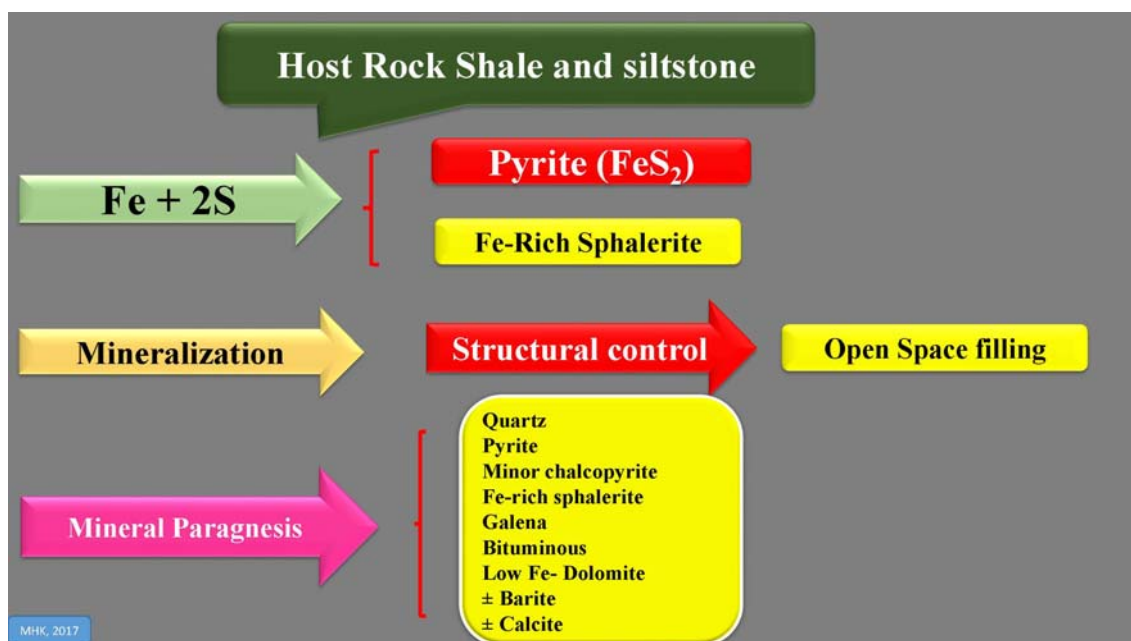 Host Rock Shale and siltstone
Fe + 2S
Pyrite (FeS₂)
Fe-Rich Sphalerite
Mineralization
Structural control
Open Space filling
Mineral Paragnesis
Quartz
Pyrite
Minor chalcopyrite
Fe-rich sphalerite
Galena
Bituminous
Low Fe- Dolomite
± Barite
± Calcite
MHK, 2017